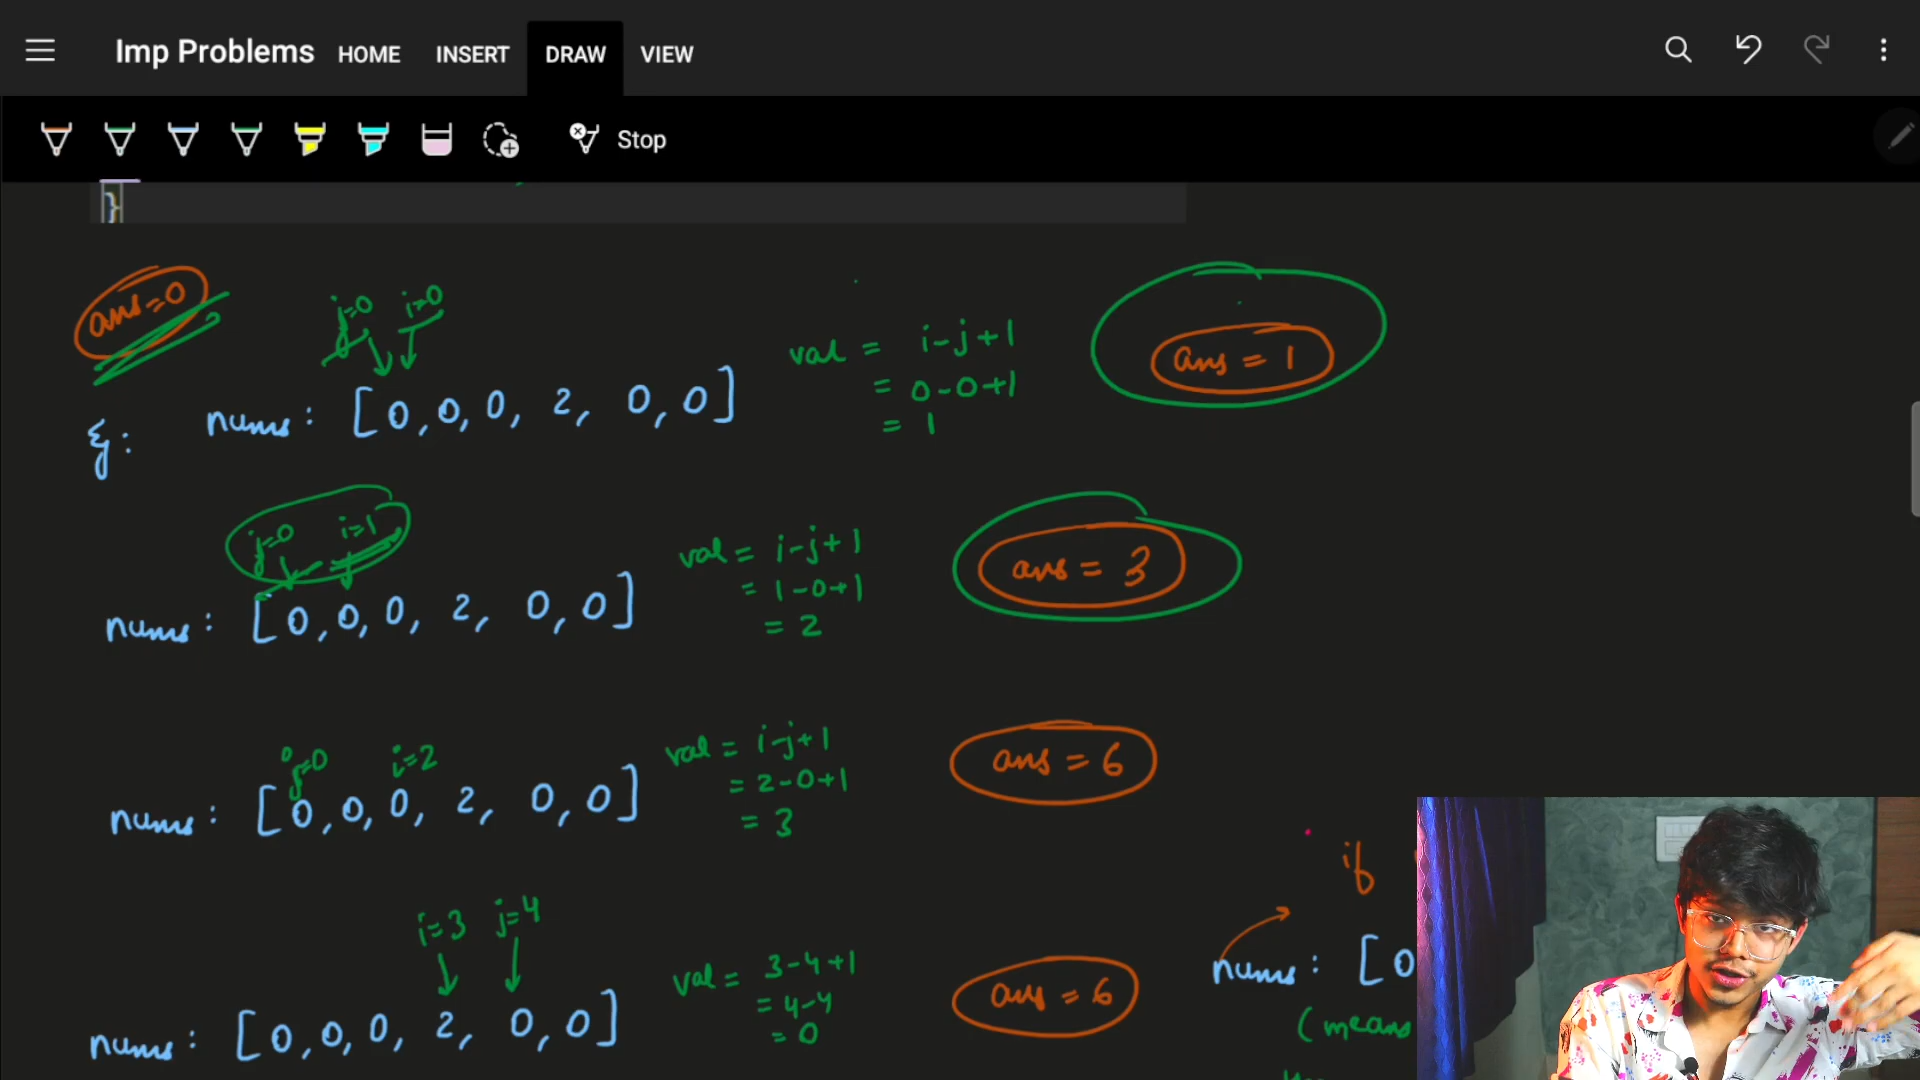 Imp Problems HOME INSERT DRAW VIEW
Stop
}
ans=0
j=0 i=0
Eg: nums: [0,0,0, 2, 0,0]
val = i-j+1
= 0-0+1
= 1
ans = 1
j=0 i=1
nums: [0,0,0, 2, 0,0]
val = i-j+1
= 1-0+1
= 2
ans = 3
j=0 i=2
nums: [0,0,0, 2, 0,0]
val = i-j+1
= 2-0+1
= 3
ans = 6
i=3 j=4
nums: [0,0,0, 2, 0,0]
val = 3-4+1
= 4-4
= 0
ans = 6
if
nums: [0
(means